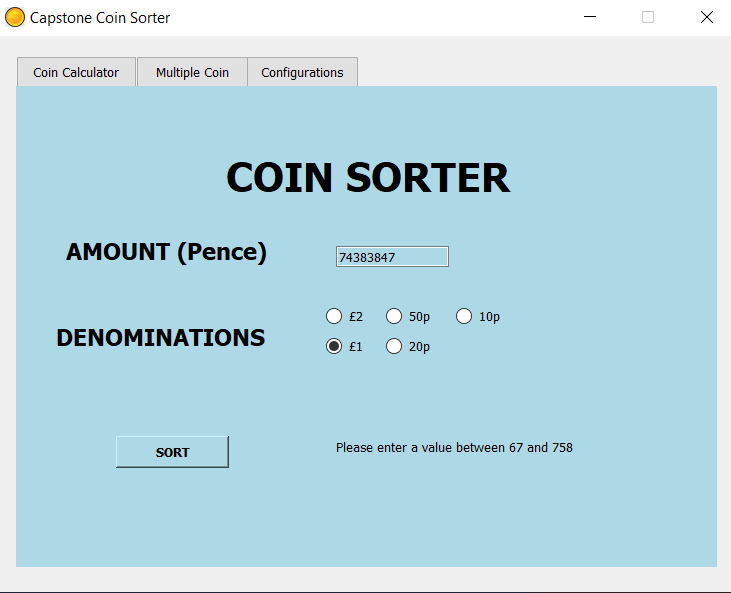 Capstone Coin Sorter
Coin Calculator Multiple Coin Configurations
COIN SORTER
AMOUNT (Pence) 74383847
£2 50p 10p
DENOMINATIONS
£1 20p
SORT Please enter a value between 67 and 758